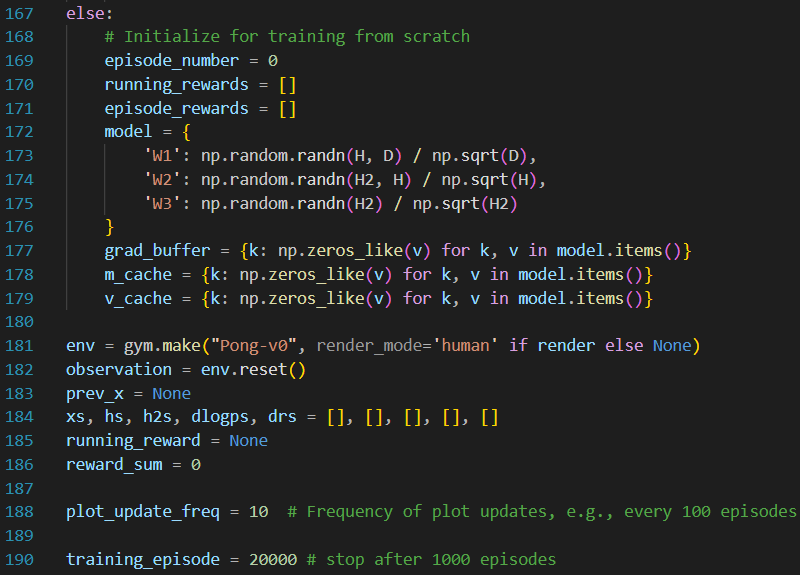 167 else:
168 # Initialize for training from scratch
169 episode_number = 0
170 running_rewards = []
171 episode_rewards = []
172 model = {
173 'W1': np.random.randn(H, D) / np.sqrt(D),
174 'W2': np.random.randn(H2, H) / np.sqrt(H),
175 'W3': np.random.randn(H2) / np.sqrt(H2)
176 }
177 grad_buffer = {k: np.zeros_like(v) for k, v in model.items()}
178 m_cache = {k: np.zeros_like(v) for k, v in model.items()}
179 v_cache = {k: np.zeros_like(v) for k, v in model.items()}
180
181 env = gym.make("Pong-v0", render_mode='human' if render else None)
182 observation = env.reset()
183 prev_x = None
184 xs, hs, h2s, dlogps, drs = [], [], [], [], []
185 running_reward = None
186 reward_sum = 0
187
188 plot_update_freq = 10  # Frequency of plot updates, e.g., every 100 episodes
189
190 training_episode = 20000 # stop after 1000 episodes